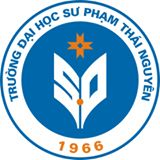 TRƯỜNG ĐẠI HỌC SƯ PHẠM THÁI NGUYÊN
1966